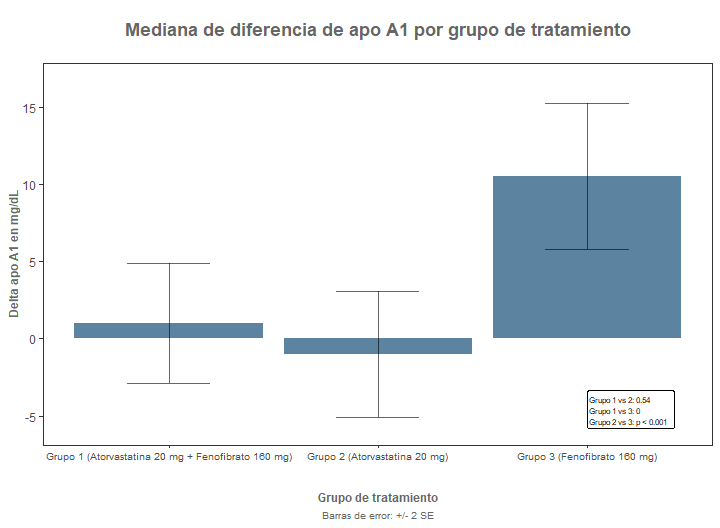 Mediana de diferencia de apo A1 por grupo de tratamiento
Delta apo A1 en mg/dL
15
10
5
0
-5
Grupo 1 vs 2: 0.54
Grupo 1 vs 3: 0
Grupo 2 vs 3: p < 0.001
Grupo 1 (Atorvastatina 20 mg + Fenofibrato 160 mg)
Grupo 2 (Atorvastatina 20 mg)
Grupo 3 (Fenofibrato 160 mg)
Grupo de tratamiento
Barras de error: +/- 2 SE